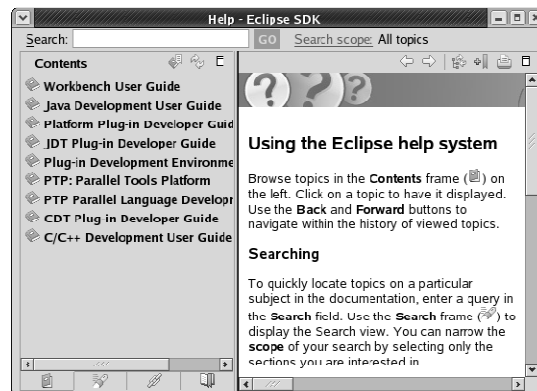 Help - Eclipse SDK
Search: GO Search scope: All topics
Contents
Workbench User Guide
Java Development User Guide
Platform Plug-in Developer Guid
JDT Plug-in Developer Guide
Plug-in Development Environme
PTP: Parallel Tools Platform
PTP Parallel Language Developr
CDT Plug in Developer Guide
C/C++ Development User Guide
Using the Eclipse help system
Browse topics in the Contents frame ( ) on
the left. Click on a topic to have it displayed.
Use the Back and Forward buttons to
navigate within the history of viewed topics.
Searching
To quickly locate topics on a particular
subject in the documentation, enter a query in
the Search field. Use the Search frame ( ) to
display the Search view. You can narrow the
scope of your search by selecting only the
sections you are interested in